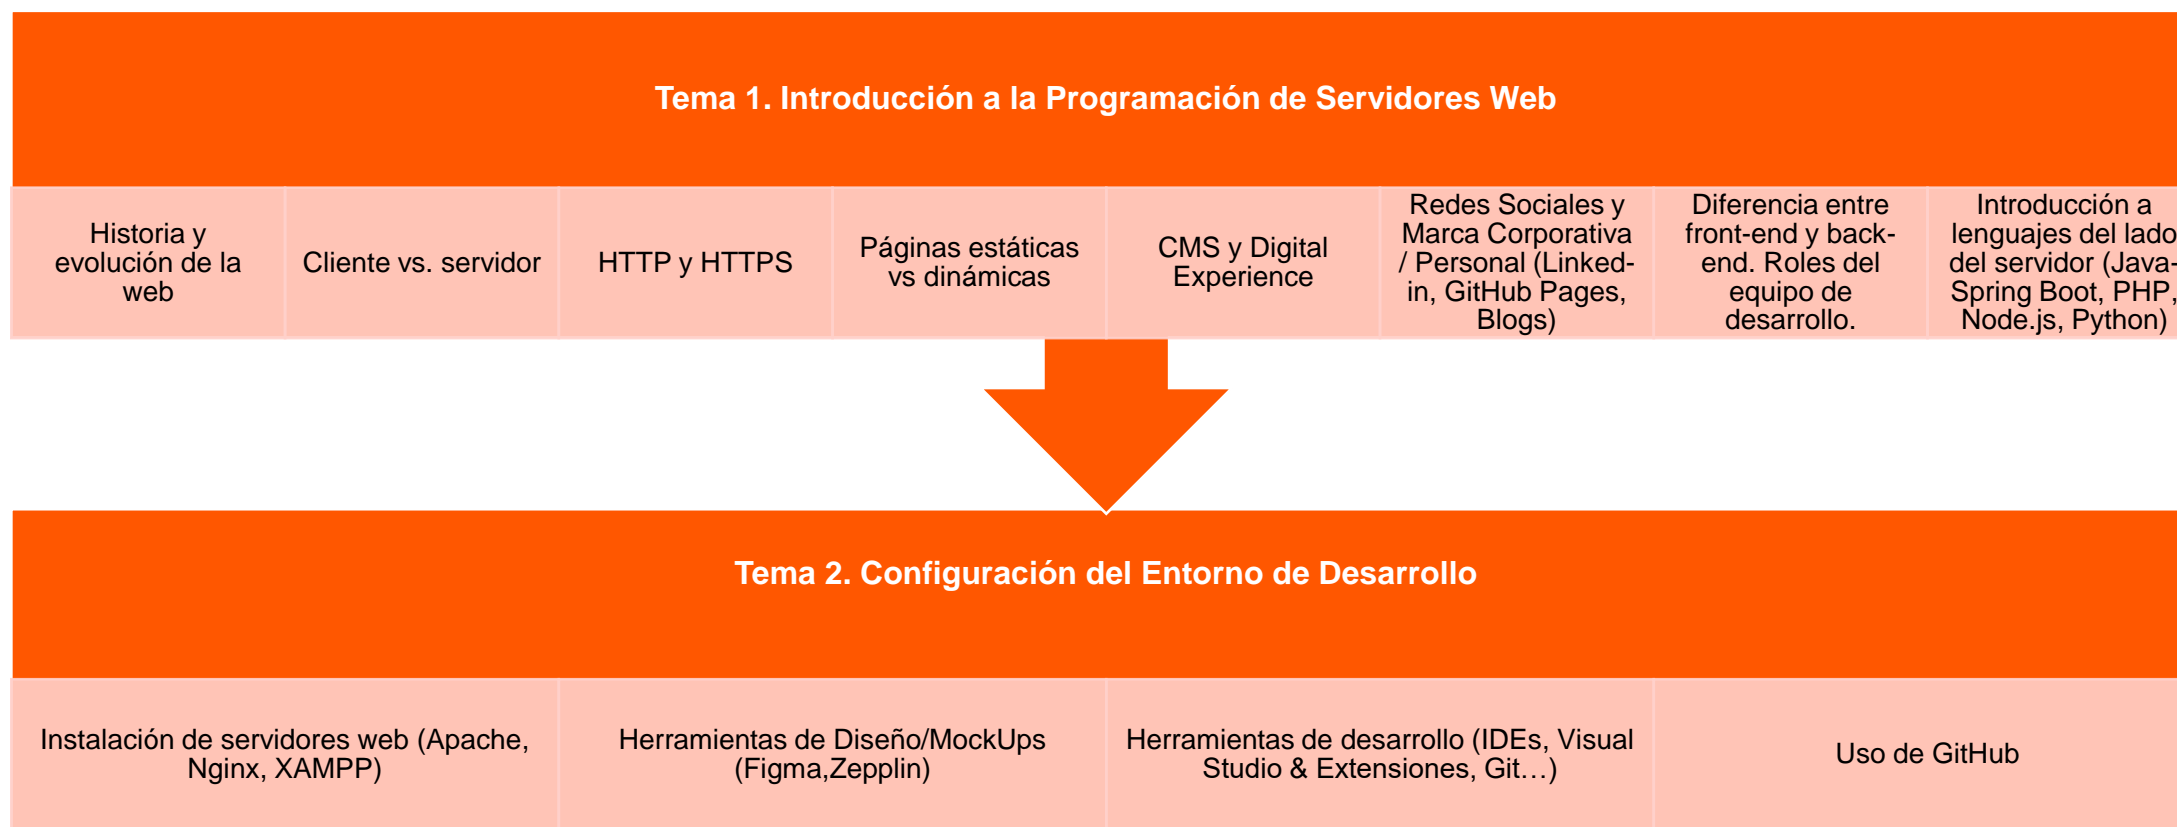 Tema 1. Introducción a la Programación de Servidores Web
Historia y
evolución de la
web
Cliente vs. servidor
HTTP y HTTPS
Páginas estáticas
vs dinámicas
CMS y Digital
Experience
Redes Sociales y
Marca Corporativa
/ Personal (Linked-
in, GitHub Pages,
Blogs)
Diferencia entre
front-end y back-
end. Roles del
equipo de
desarrollo.
Introducción a
lenguajes del lado
del servidor (Java-
Spring Boot, PHP,
Node.js, Python)
Tema 2. Configuración del Entorno de Desarrollo
Instalación de servidores web (Apache,
Nginx, XAMPP)
Herramientas de Diseño/MockUps
(Figma,Zepplin)
Herramientas de desarrollo (IDEs, Visual
Studio & Extensiones, Git…)
Uso de GitHub